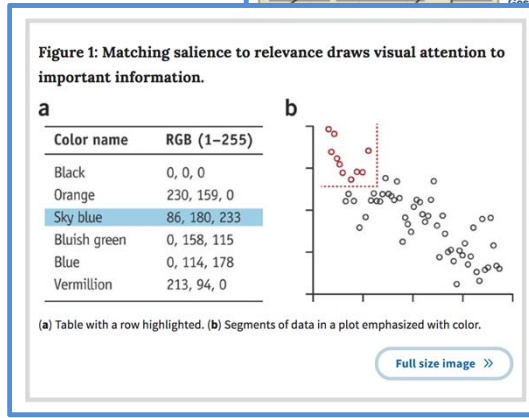 Figure 1: Matching salience to relevance draws visual attention to
important information.
a
b
Color name RGB (1–255)
Black 0, 0, 0
Orange 230, 159, 0
Sky blue 86, 180, 233
Bluish green 0, 158, 115
Blue 0, 114, 178
Vermillion 213, 94, 0
(a) Table with a row highlighted. (b) Segments of data in a plot emphasized with color.
Full size image »